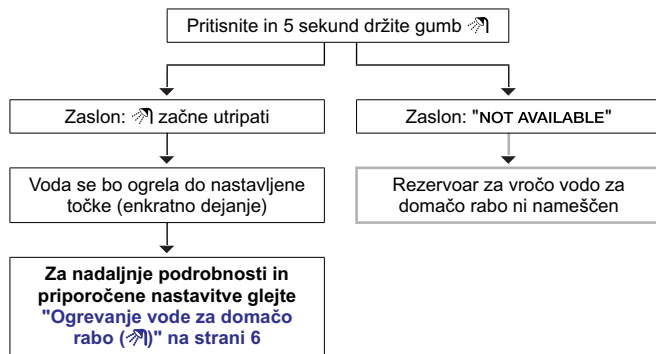 Pritisnite in 5 sekund držite gumb
Zaslon: začne utripati
Zaslon: "NOT AVAILABLE"
Voda se bo ogrela do nastavljene
točke (enkratno dejanje)
Rezervoar za vročo vodo za
domačo rabo ni nameščen
Za nadaljnje podrobnosti in
priporočene nastavitve glejte
"Ogrevanje vode za domačo
rabo ()" na strani 6